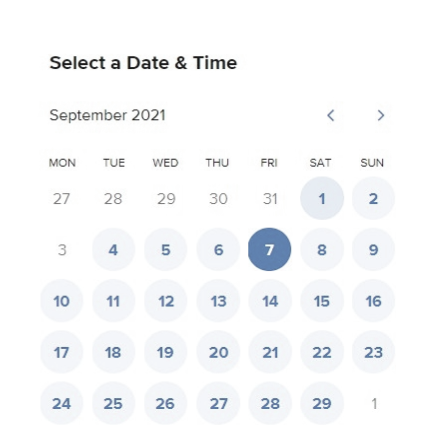 Select a Date & Time
September 2021
MON TUE WED THU FRI SAT SUN
27 28 29 30 31 1 2
3 4 5 6 7 8 9
10 11 12 13 14 15 16
17 18 19 20 21 22 23
24 25 26 27 28 29 1